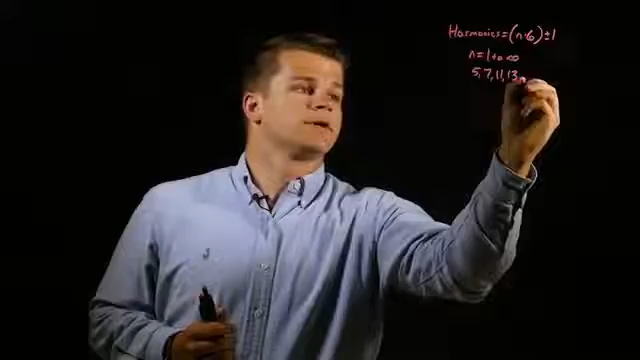 Harmonics = (n·6) ± 1
n = 1 to ∞
5, 7, 11, 13,